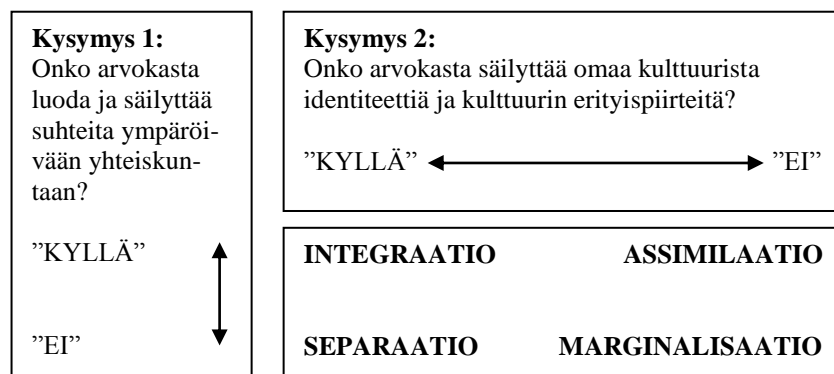 Kysymys 1:
Onko arvokasta
luoda ja säilyttää
suhteita ympäröi-
vään yhteiskun-
taan?
"KYLLÄ"
"EI"
Kysymys 2:
Onko arvokasta säilyttää omaa kulttuurista
identiteettiä ja kulttuurin erityispiirteitä?
"KYLLÄ" "EI"
INTEGRAATIO ASSIMILAATIO
SEPARAATIO MARGINALISAATIO